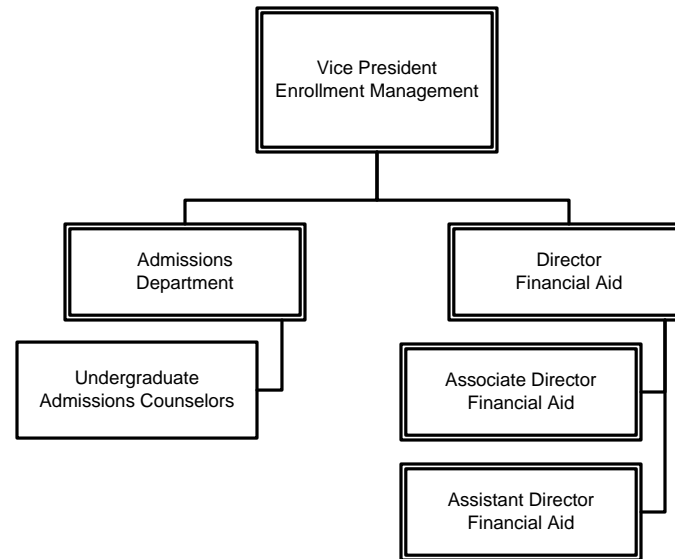 Vice President
Enrollment Management
Admissions
Department
Director
Financial Aid
Undergraduate
Admissions Counselors
Associate Director
Financial Aid
Assistant Director
Financial Aid